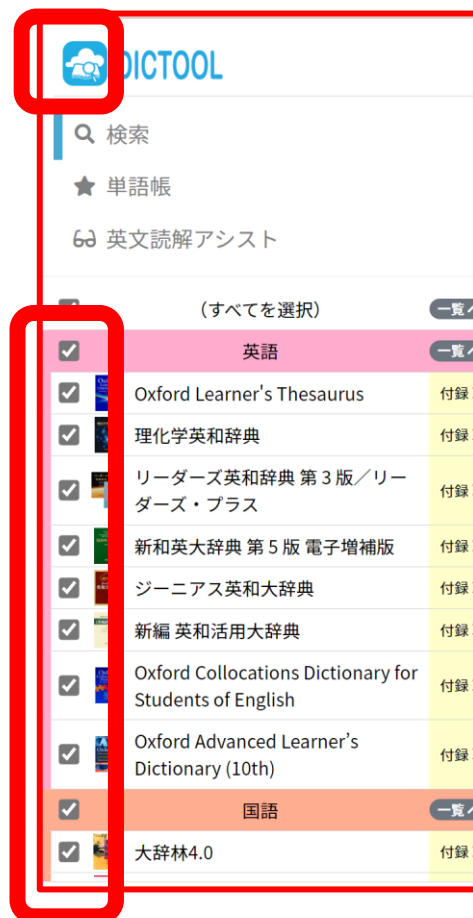 DICTOOL
検索
単語帳
英文読解アシスト
(すべてを選択)
一覧へ
英語
一覧へ
Oxford Learner's Thesaurus
付録
理化学英和辞典
付録
リーダーズ英和辞典 第3版／リー
ダーズ・プラス
付録
新和英大辞典 第5版 電子増補版
付録
ジーニアス英和大辞典
付録
新編 英和活用大辞典
付録
Oxford Collocations Dictionary for
Students of English
付録
Oxford Advanced Learner’s
Dictionary (10th)
付録
国語
一覧へ
大辞林4.0
付録